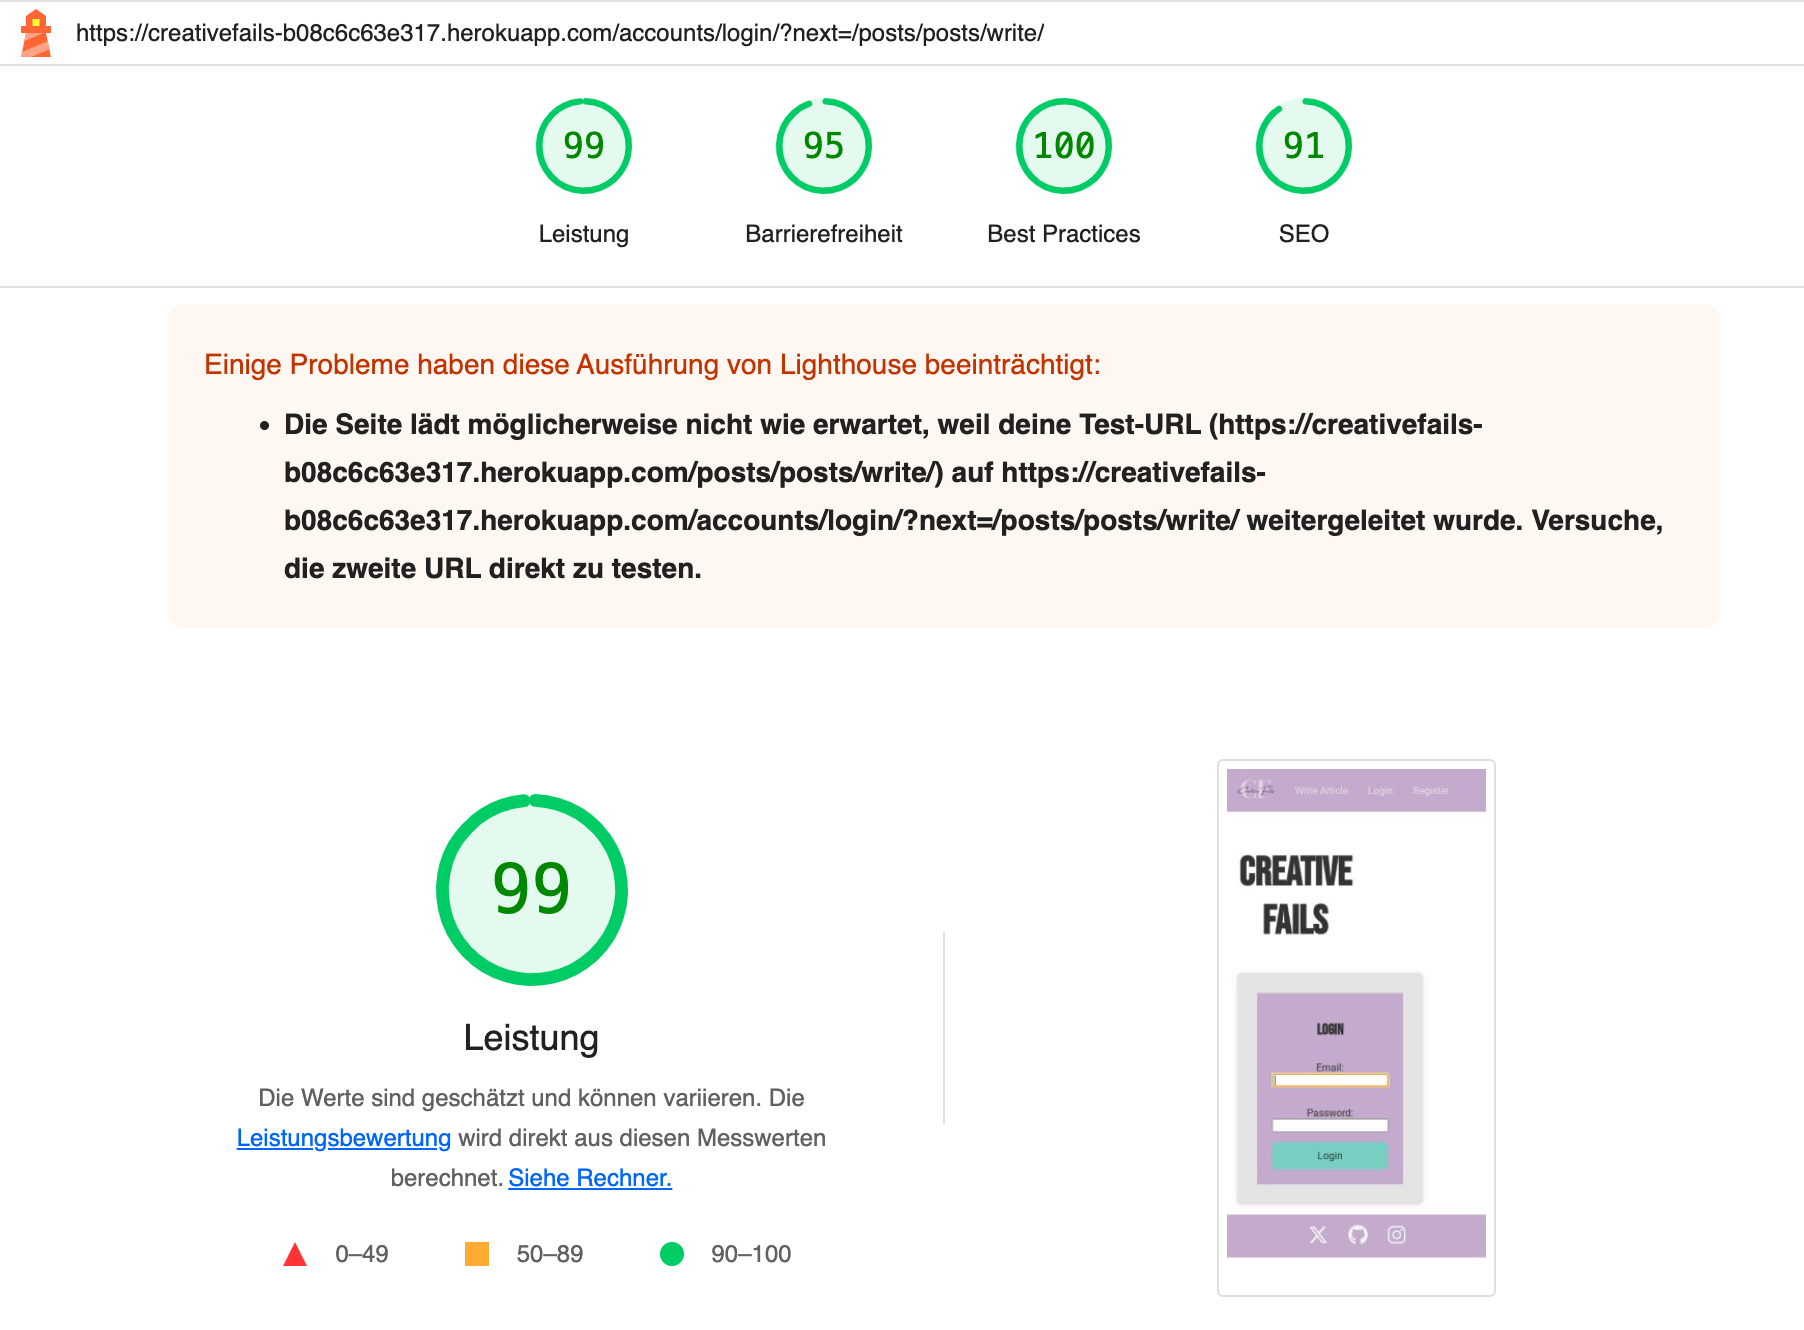 https://creativefails-b08c6c63e317.herokuapp.com/accounts/login/?next=/posts/posts/write/
99
95
100
91
Leistung
Barrierefreiheit
Best Practices
SEO
Einige Probleme haben diese Ausführung von Lighthouse beeinträchtigt:
• Die Seite lädt möglicherweise nicht wie erwartet, weil deine Test-URL (https://creativefails-
b08c6c63e317.herokuapp.com/posts/posts/write/) auf https://creativefails-
b08c6c63e317.herokuapp.com/accounts/login/?next=/posts/posts/write/ weitergeleitet wurde. Versuche,
die zweite URL direkt zu testen.
99
Leistung
Die Werte sind geschätzt und können variieren. Die
Leistungsbewertung wird direkt aus diesen Messwerten
berechnet. Siehe Rechner.
0–49
50–89
90–100
CF
Write Article
Login
Register
CREATIVE
FAILS
LOGIN
Email:
Password:
Login